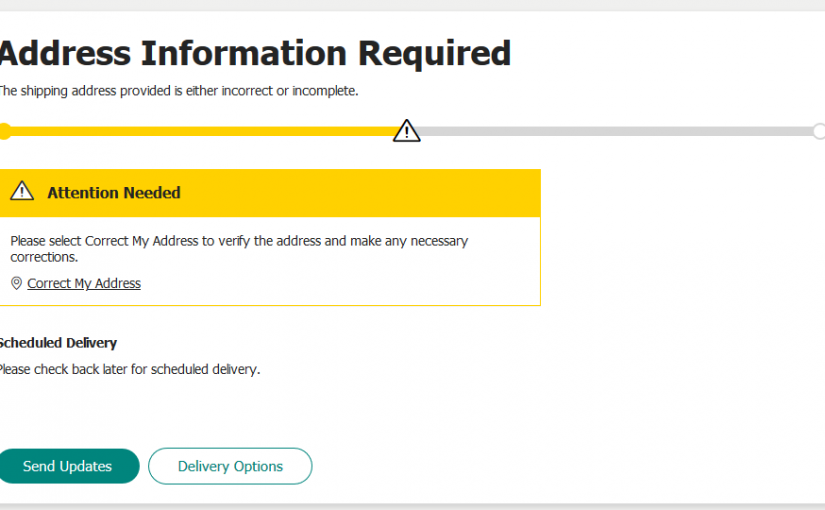 Address Information Required
The shipping address provided is either incorrect or incomplete.
Attention Needed
Please select Correct My Address to verify the address and make any necessary
corrections.
Correct My Address
Scheduled Delivery
Please check back later for scheduled delivery.
Send Updates
Delivery Options